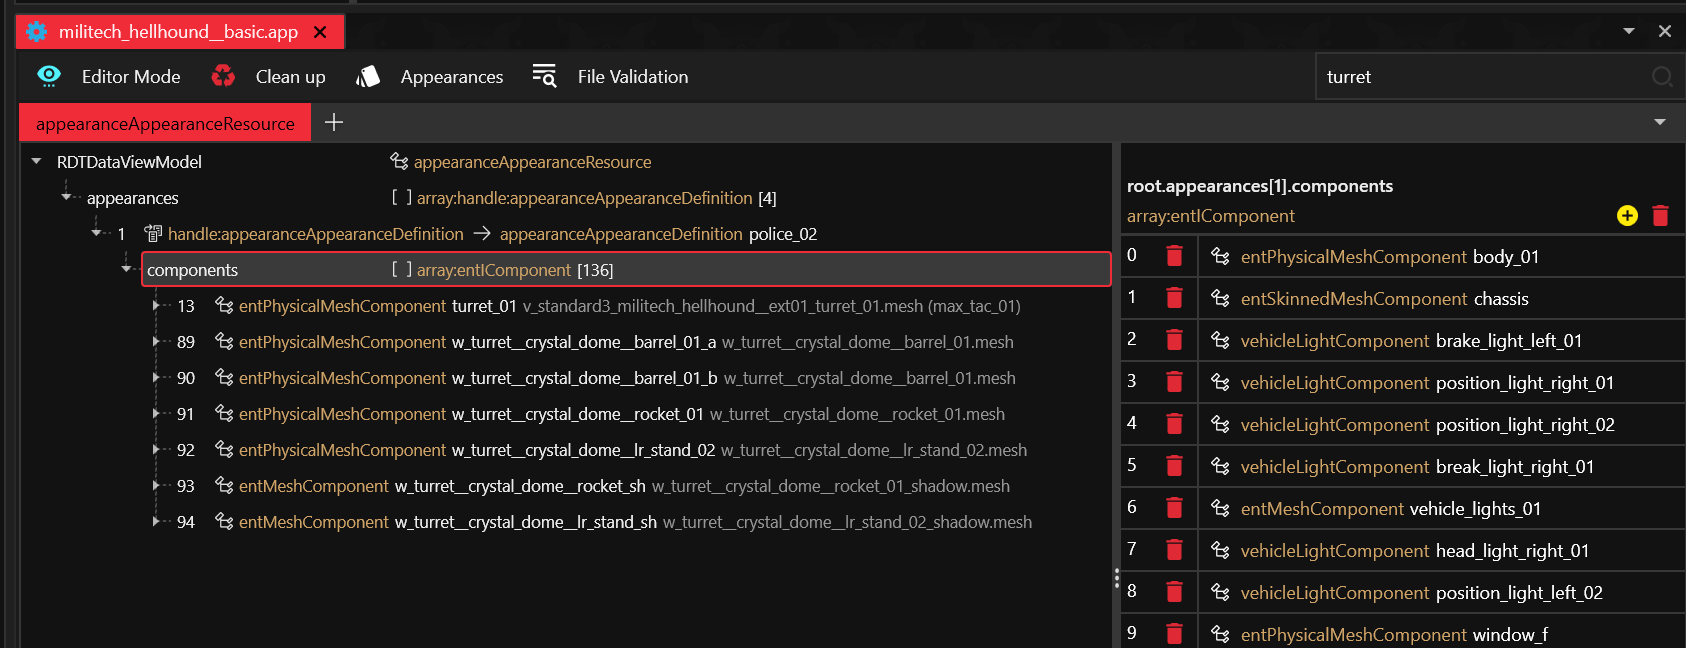 militech_hellhound__basic.app
Editor Mode Clean up Appearances File Validation turret
appearanceAppearanceResource
RDTDataViewModel appearanceAppearanceResource
appearances [ ] array:handle:appearanceAppearanceDefinition [4]
1 handle:appearanceAppearanceDefinition → appearanceAppearanceDefinition police_02
components [ ] array:entIComponent [136]
13 entPhysicalMeshComponent turret_01 v_standard3_militech_hellhound__ext01_turret_01.mesh (max_tac_01)
89 entPhysicalMeshComponent w_turret__crystal_dome__barrel_01_a w_turret__crystal_dome__barrel_01.mesh
90 entPhysicalMeshComponent w_turret__crystal_dome__barrel_01_b w_turret__crystal_dome__barrel_01.mesh
91 entPhysicalMeshComponent w_turret__crystal_dome__rocket_01 w_turret__crystal_dome__rocket_01.mesh
92 entPhysicalMeshComponent w_turret__crystal_dome__lr_stand_02 w_turret__crystal_dome__lr_stand_02.mesh
93 entMeshComponent w_turret__crystal_dome__rocket_sh w_turret__crystal_dome__rocket_01_shadow.mesh
94 entMeshComponent w_turret__crystal_dome__lr_stand_sh w_turret__crystal_dome__lr_stand_02_shadow.mesh
root.appearances[1].components
array:entIComponent
0 entPhysicalMeshComponent body_01
1 entSkinnedMeshComponent chassis
2 vehicleLightComponent brake_light_left_01
3 vehicleLightComponent position_light_right_01
4 vehicleLightComponent position_light_right_02
5 vehicleLightComponent break_light_right_01
6 entMeshComponent vehicle_lights_01
7 vehicleLightComponent head_light_right_01
8 vehicleLightComponent position_light_left_02
9 entPhysicalMeshComponent window_f